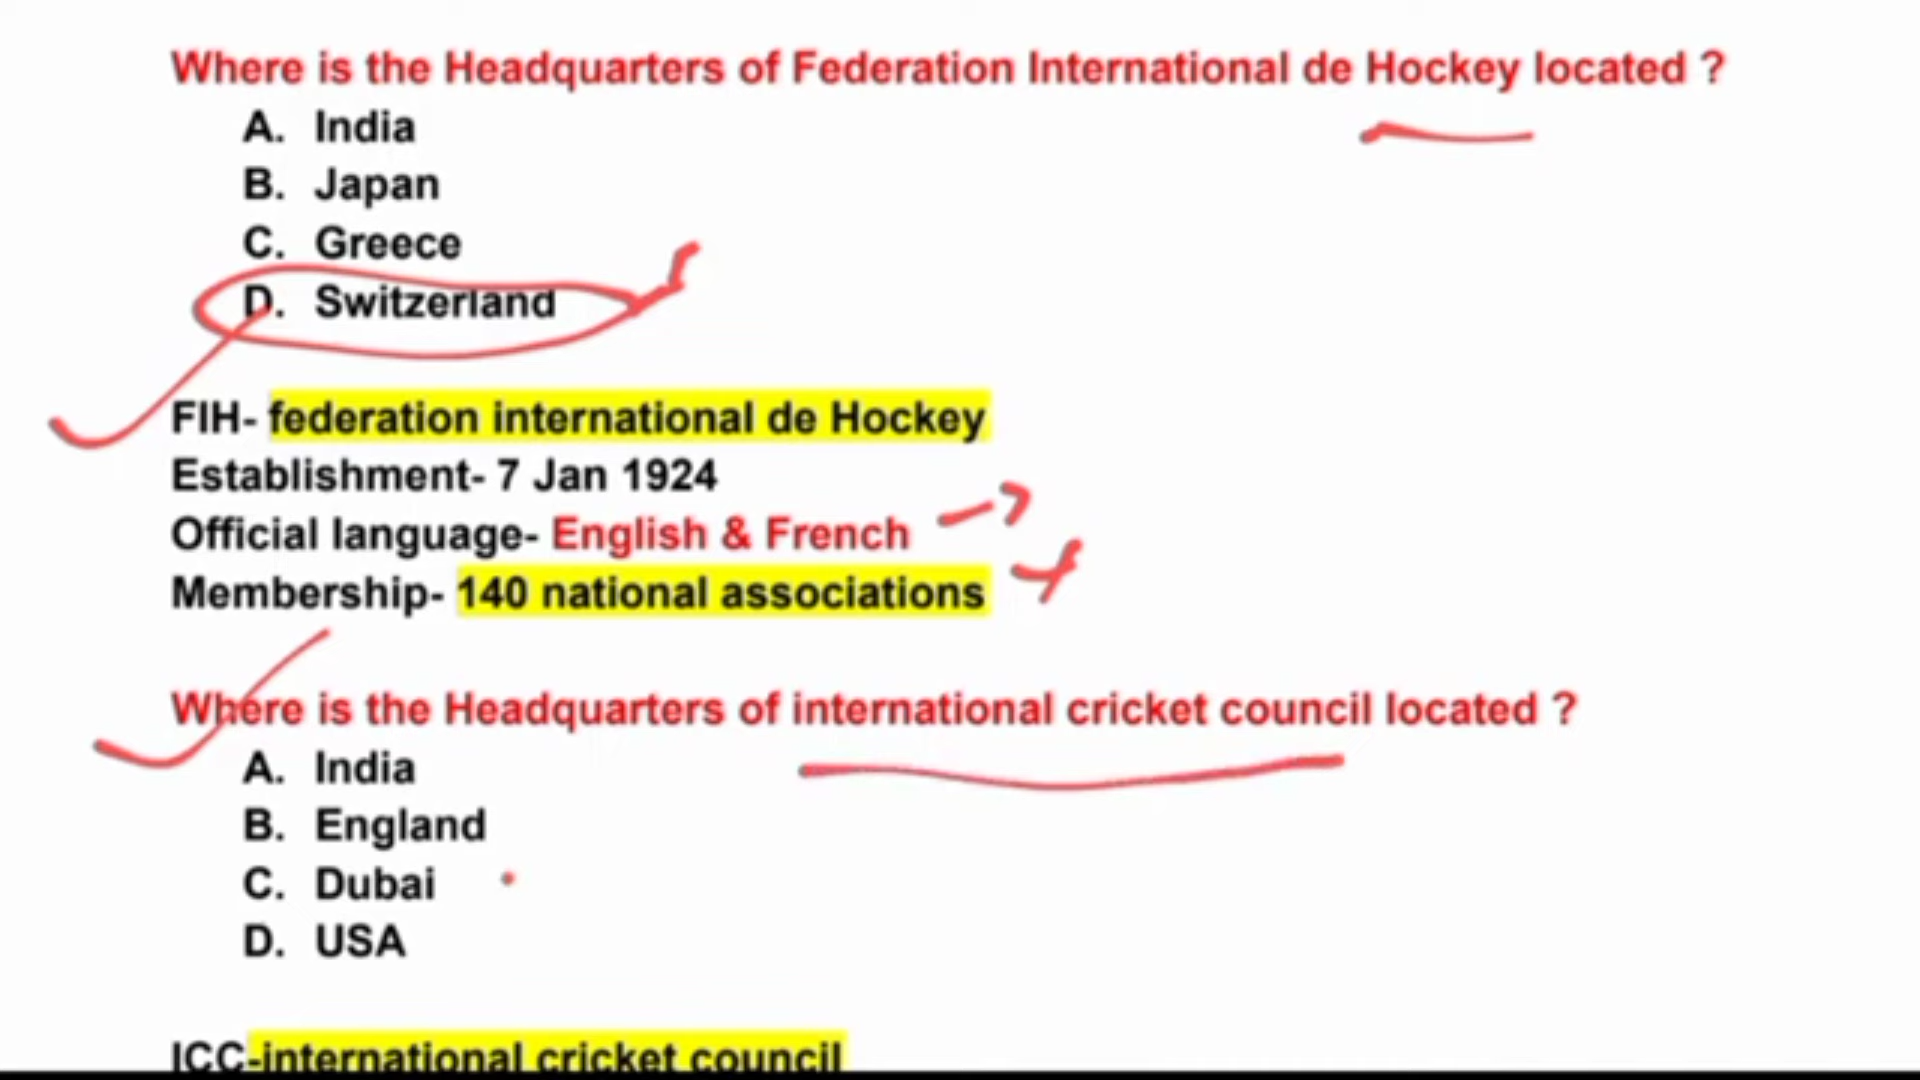 Where is the Headquarters of Federation International de Hockey located ?
A. India
B. Japan
C. Greece
D. Switzerland
FIH- federation international de Hockey
Establishment- 7 Jan 1924
Official language- English & French
Membership- 140 national associations
Where is the Headquarters of international cricket council located ?
A. India
B. England
C. Dubai
D. USA
ICC-international cricket council